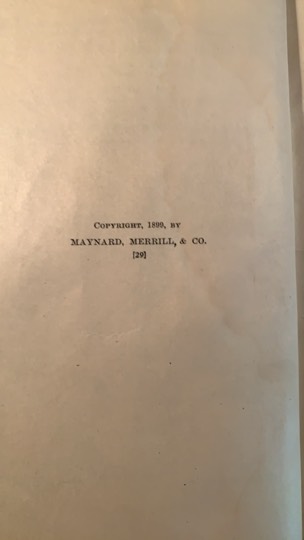 COPYRIGHT, 1899, BY
MAYNARD, MERRILL, & CO.
[29]